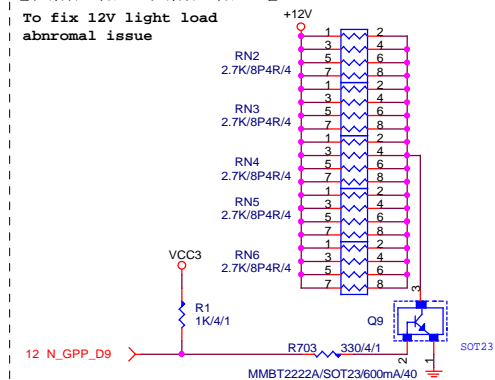 To fix 12V light load
abnromal issue
+12V
1 2
3 4
RN2
5 6
2.7K/8P4R/4
7 8
1 2
3 4
RN3
5 6
2.7K/8P4R/4
7 8
1 2
3 4
RN4
5 6
2.7K/8P4R/4
7 8
1 2
3 4
RN5
5 6
2.7K/8P4R/4
7 8
1 2
3 4
RN6
5 6
2.7K/8P4R/4
7 8
VCC3
R1
1K/4/1
3
Q9
SOT23
12 N_GPP_D9
R703 330/4/1
2 1
MMBT2222A/SOT23/600mA/40